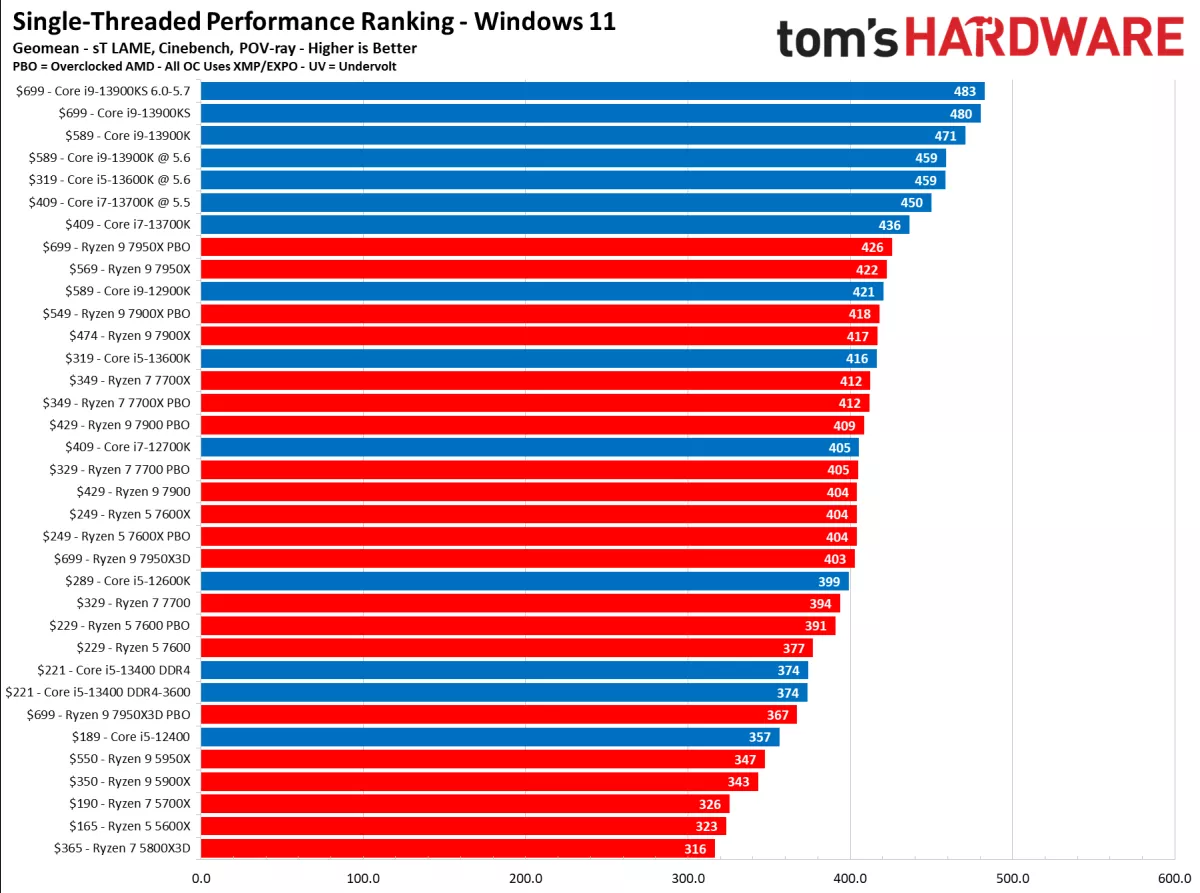 Single-Threaded Performance Ranking - Windows 11
Geomean - sT LAME, Cinebench, POV-ray - Higher is Better
PBO = Overclocked AMD - All OC Uses XMP/EXPO - UV = Undervolt
tom's HARDWARE
$699 - Core i9-13900KS 6.0-5.7 483
$699 - Core i9-13900KS 480
$589 - Core i9-13900K 471
$589 - Core i9-13900K @ 5.6 459
$319 - Core i5-13600K @ 5.6 459
$409 - Core i7-13700K @ 5.5 450
$409 - Core i7-13700K 436
$699 - Ryzen 9 7950X PBO 426
$569 - Ryzen 9 7950X 422
$589 - Core i9-12900K 421
$549 - Ryzen 9 7900X PBO 418
$474 - Ryzen 9 7900X 417
$319 - Core i5-13600K 416
$349 - Ryzen 7 7700X 412
$349 - Ryzen 7 7700X PBO 412
$429 - Ryzen 9 7900 PBO 409
$409 - Core i7-12700K 405
$329 - Ryzen 7 7700 PBO 405
$429 - Ryzen 9 7900 404
$249 - Ryzen 5 7600X 404
$249 - Ryzen 5 7600X PBO 404
$699 - Ryzen 9 7950X3D 403
$289 - Core i5-12600K 399
$329 - Ryzen 7 7700 394
$229 - Ryzen 5 7600 PBO 391
$229 - Ryzen 5 7600 377
$221 - Core i5-13400 DDR4 374
$221 - Core i5-13400 DDR4-3600 374
$699 - Ryzen 9 7950X3D PBO 367
$189 - Core i5-12400 357
$550 - Ryzen 9 5950X 347
$350 - Ryzen 9 5900X 343
$190 - Ryzen 7 5700X 326
$165 - Ryzen 5 5600X 323
$365 - Ryzen 7 5800X3D 316
0.0 100.0 200.0 300.0 400.0 500.0 600.0